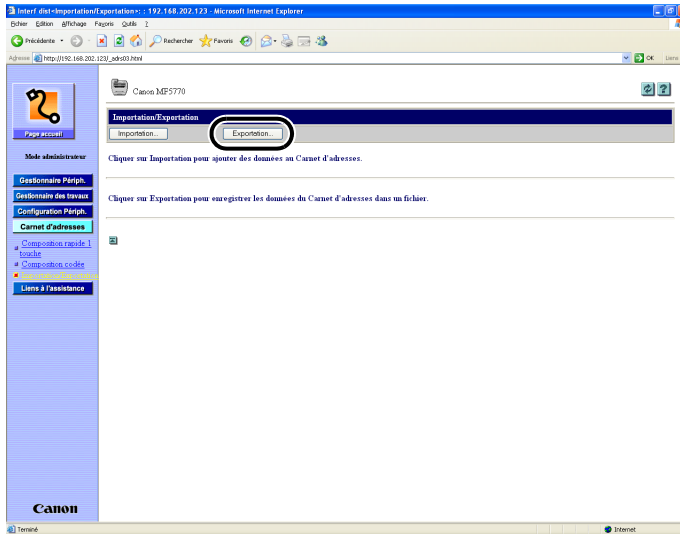 Interf dist<Importation/Exportation>: : 192.168.202.123 - Microsoft Internet Explorer
Fichier Edition Affichage Favoris Outils ?
Précédente Rechercher Favoris
Adresse http://192.168.202.123/_adrs03.html OK Liens
Canon MF5770
Page accueil
Importation/Exportation
Importation... Exportation...
Mode administrateur
Cliquer sur Importation pour ajouter des données au Carnet d'adresses.
Gestionnaire Périph.
Gestionnaire des travaux
Cliquer sur Exportation pour enregistrer les données du Carnet d'adresses dans un fichier.
Configuration Périph.
Carnet d'adresses
Composition rapide 1
touche
Composition codée
Importation/Exportation
Liens à l'assistance
Canon
Terminé Internet